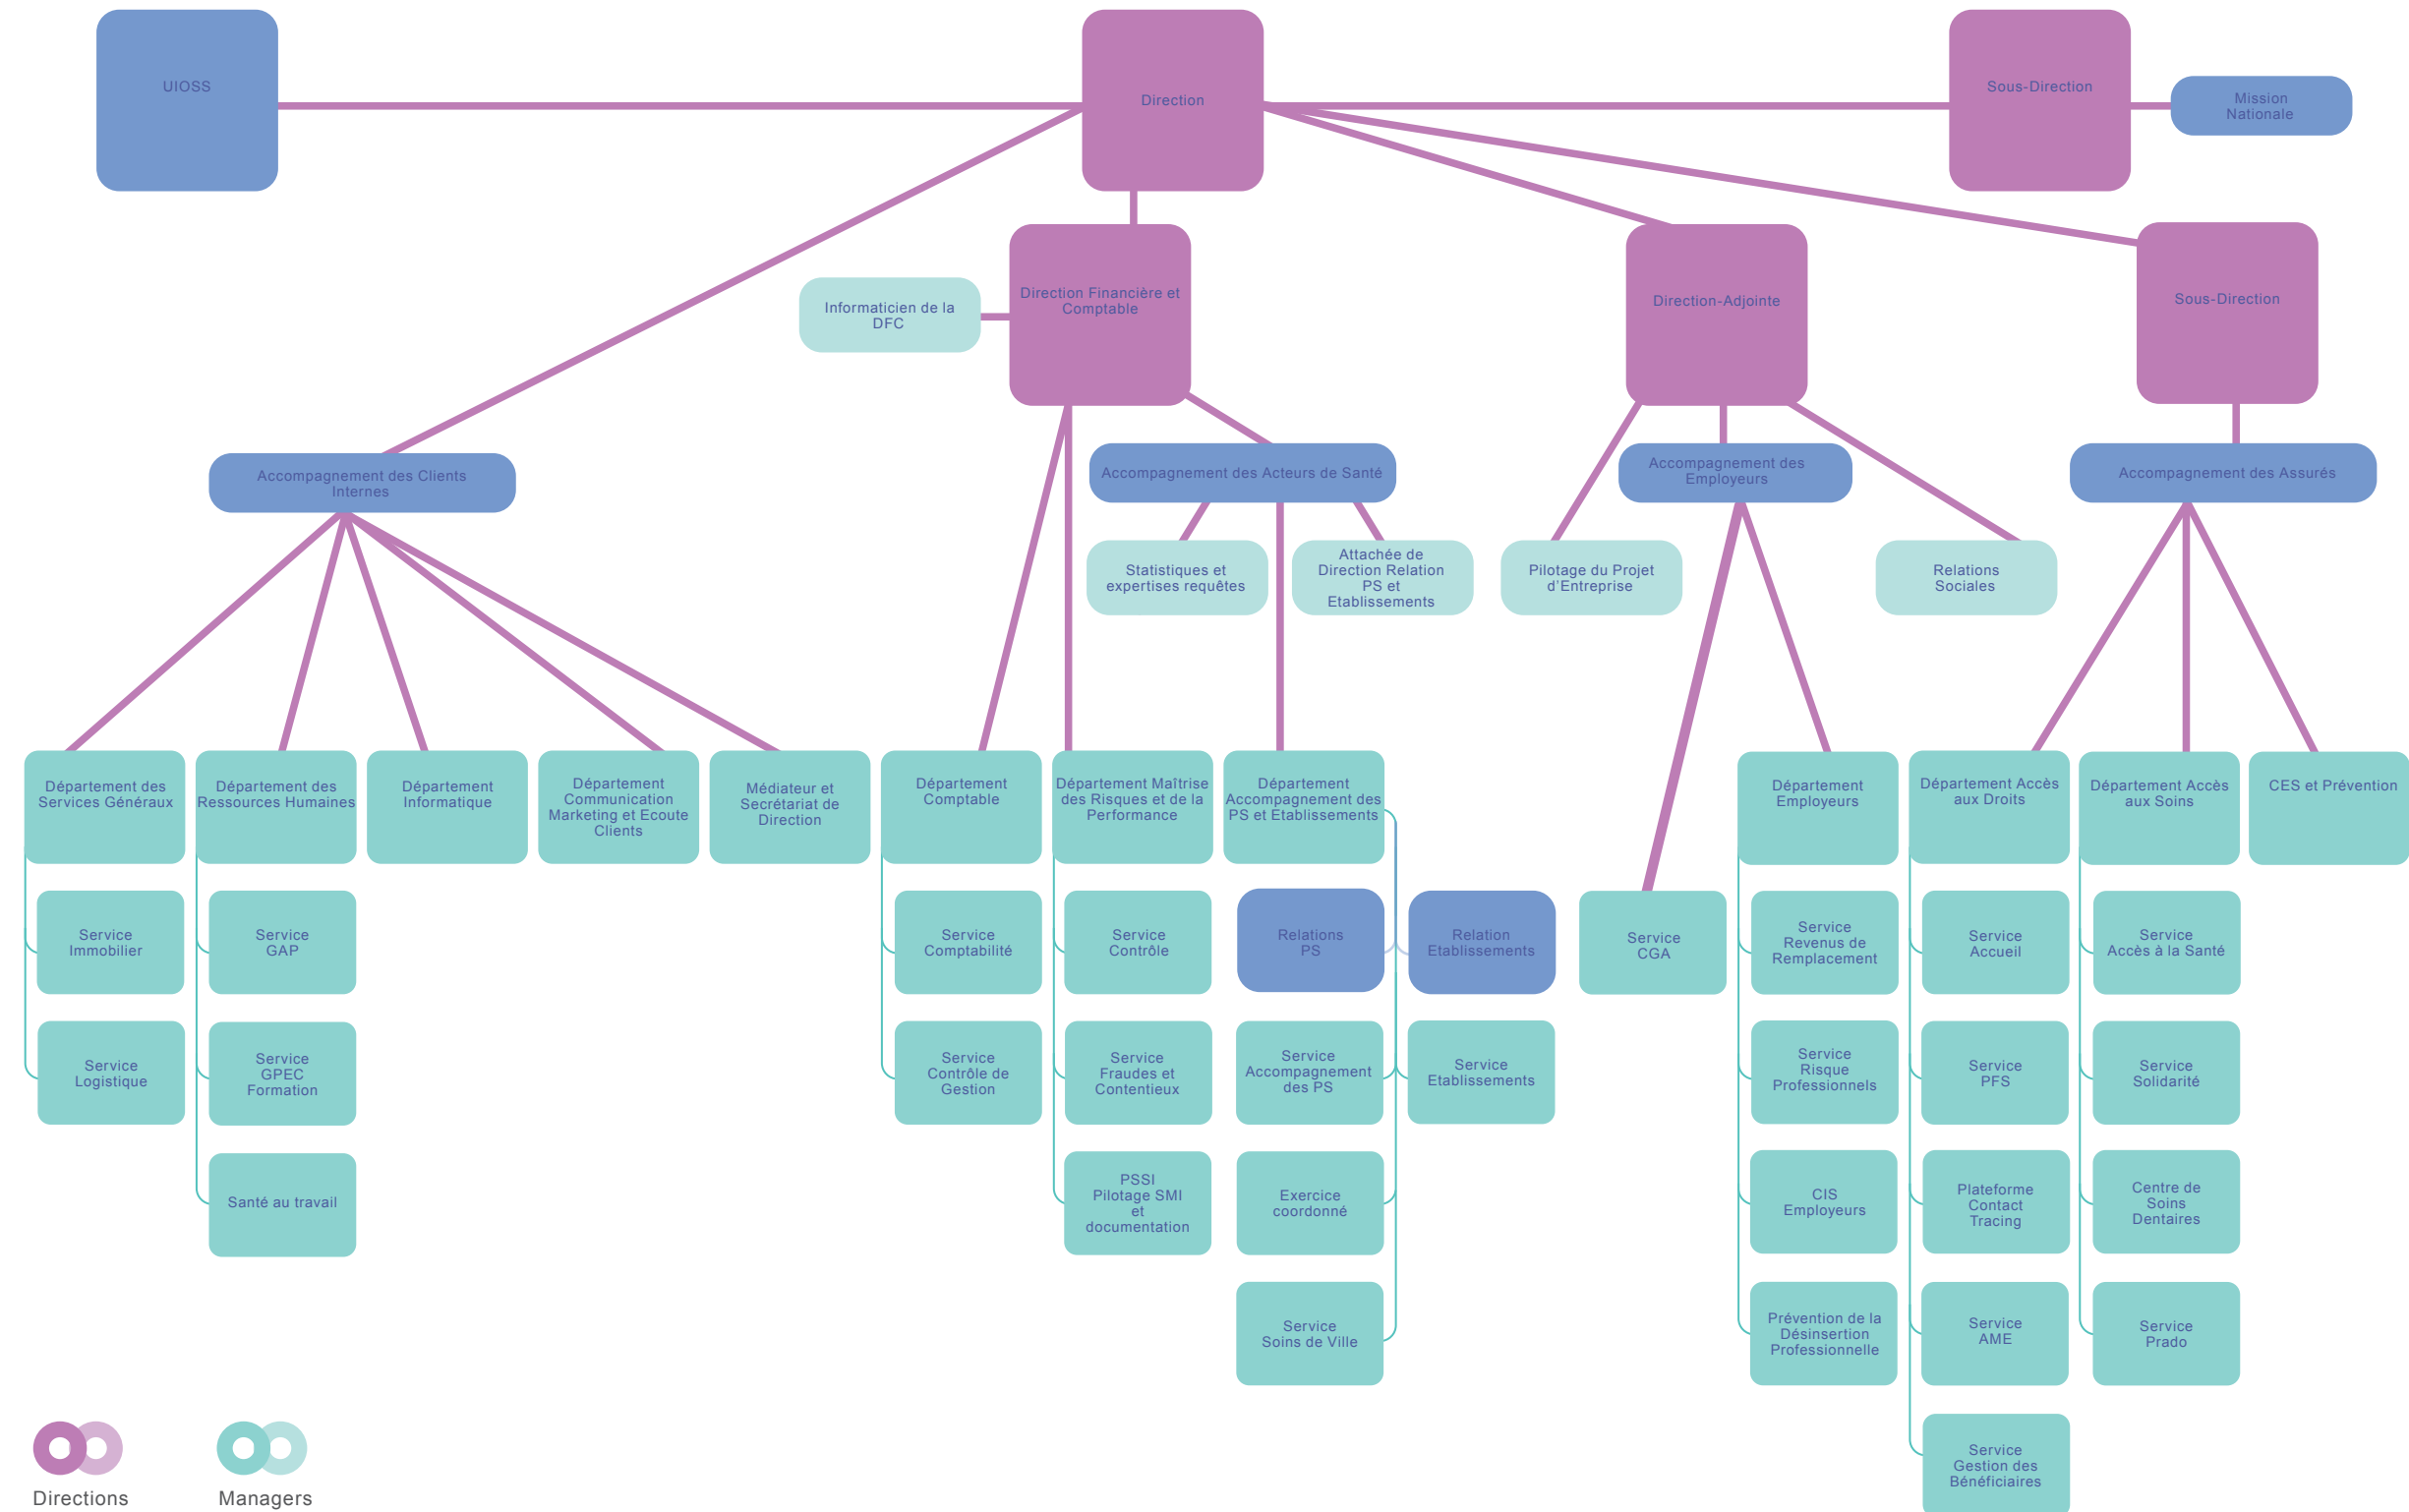 UIOSS
Direction
Sous-Direction
Mission
Nationale
Direction Financière et
Comptable
Informaticien de la
DFC
Direction-Adjointe
Sous-Direction
Accompagnement des Clients
Internes
Accompagnement des Acteurs de Santé
Accompagnement des
Employeurs
Accompagnement des Assurés
Statistiques et
expertises requêtes
Attachée de
Direction Relation
PS et
Etablissements
Pilotage du Projet
d’Entreprise
Relations
Sociales
Département des
Services Généraux
Département des
Ressources Humaines
Département
Informatique
Département
Communication
Marketing et Ecoute
Clients
Médiateur et
Secrétariat de
Direction
Département
Comptable
Département Maîtrise
des Risques et de la
Performance
Département
Accompagnement des
PS et Etablissements
Département
Employeurs
Département Accès
aux Droits
Département Accès
aux Soins
CES et Prévention
Service
Immobilier
Service
GAP
Service
Comptabilité
Service
Contrôle
Relations
PS
Relation
Etablissements
Service
CGA
Service
Revenus de
Remplacement
Service
Accueil
Service
Accès à la Santé
Service
Logistique
Service
GPEC
Formation
Service
Contrôle de
Gestion
Service
Fraudes et
Contentieux
Service
Accompagnement
des PS
Service
Etablissements
Service
Risque
Professionnels
Service
PFS
Service
Solidarité
Santé au travail
PSSI
Pilotage SMI
et
documentation
Exercice
coordonné
CIS
Employeurs
Plateforme
Contact
Tracing
Centre de
Soins
Dentaires
Service
Soins de Ville
Prévention de la
Désinsertion
Professionnelle
Service
AME
Service
Prado
Service
Gestion des
Bénéficiaires
Directions
Managers